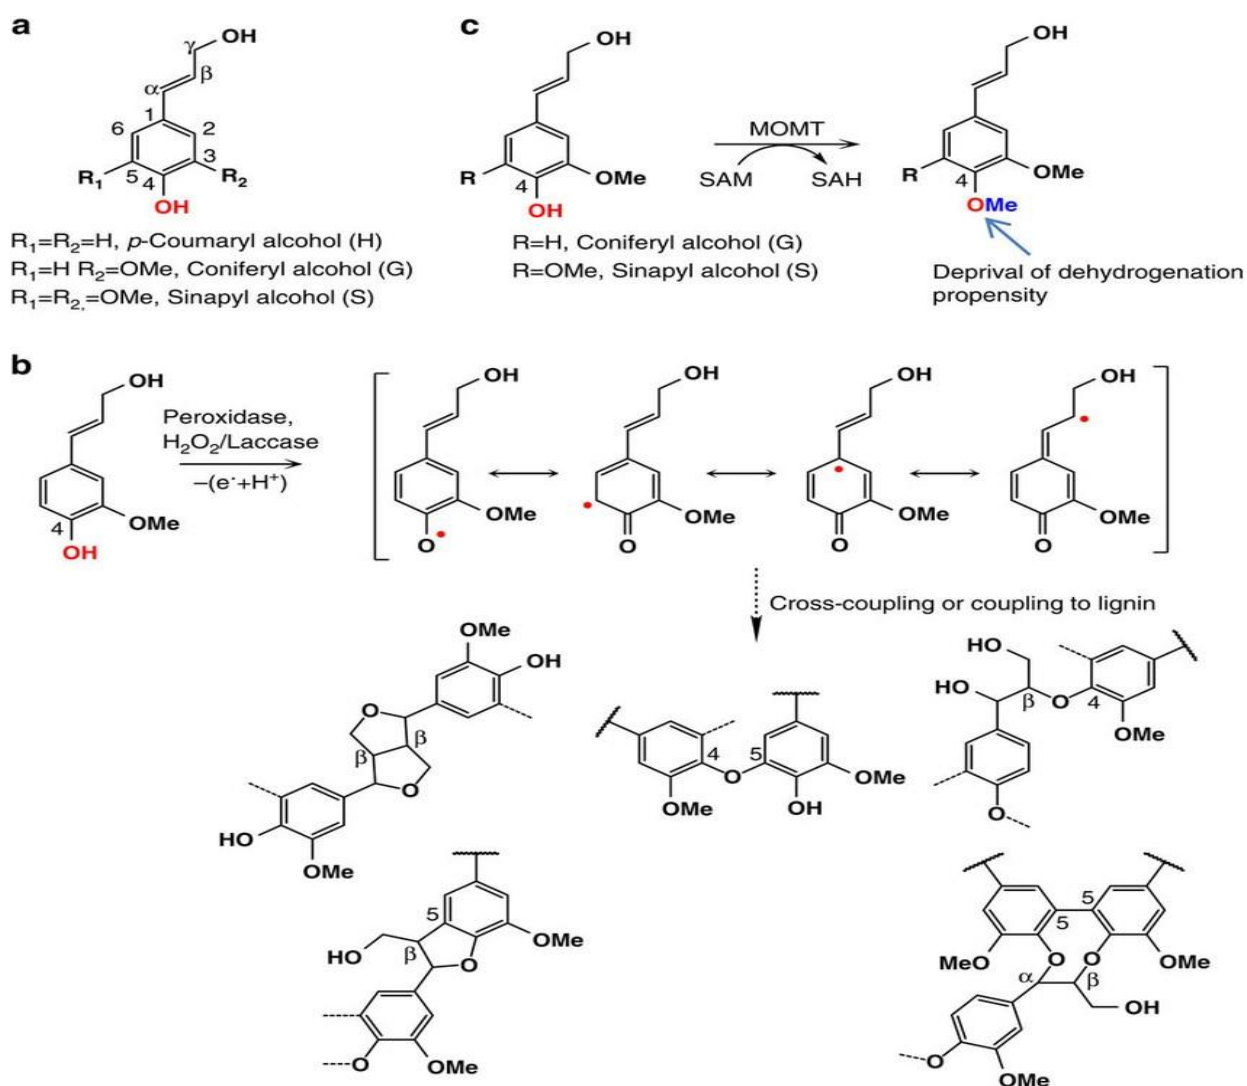 a
OH
γ
β
α
1
6
2
5
3
4
R₁
R₂
OH
R₁=R₂=H, p-Coumaryl alcohol (H)
R₁=H R₂=OMe, Coniferyl alcohol (G)
R₁=R₂,=OMe, Sinapyl alcohol (S)
c
OH
R
4
OMe
OH
R=H, Coniferyl alcohol (G)
R=OMe, Sinapyl alcohol (S)
MOMT
SAM SAH
OH
R
4
OMe
OMe
Deprival of dehydrogenation
propensity
b
OH
4
OMe
OH
Peroxidase,
H₂O₂/Laccase
–(e·+H⁺)
OH
OMe
O
OH
OMe
O
OH
OMe
O
OH
OMe
O
Cross-coupling or coupling to lignin
OMe
OH
O
β
β
O
HO
OMe
4
5
O
OMe
OMe
OH
HO
HO
β
O
4
OMe
O
5
HO
β
O
OMe
O
OMe
5
5
MeO
O
O
OMe
α
β
OH
O
OMe